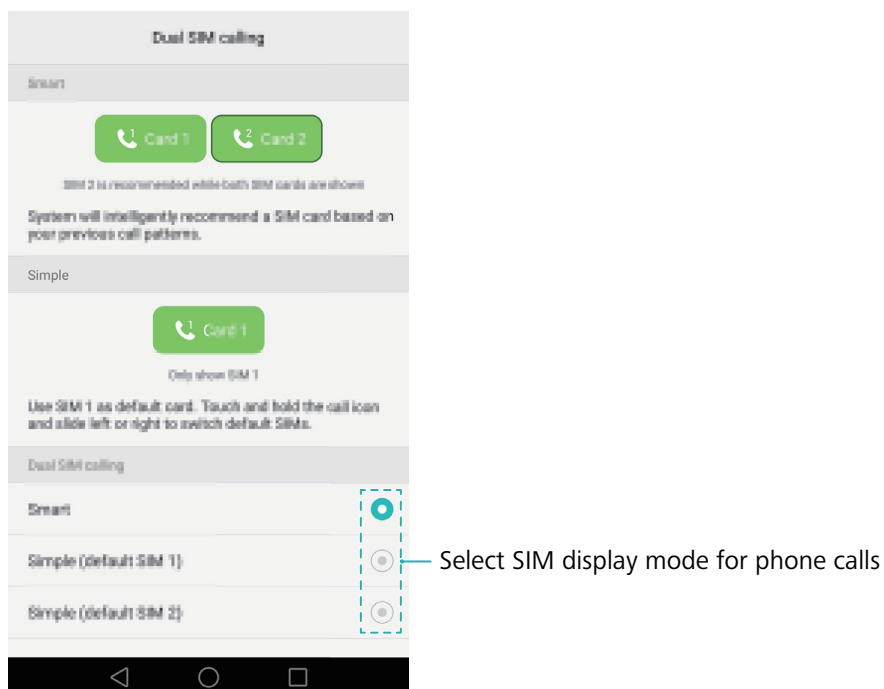 Dual SIM calling
Smart
1 Card 1
2 Card 2
SIM 2 is recommended while both SIM cards are shown
System will intelligently recommend a SIM card based on
your previous call patterns.
Simple
1 Card 1
Only show SIM 1
Use SIM 1 as default card. Touch and hold the call icon
and slide left or right to switch default SIMs.
Dual SIM calling
Smart
Simple (default SIM 1)
Select SIM display mode for phone calls
Simple (default SIM 2)